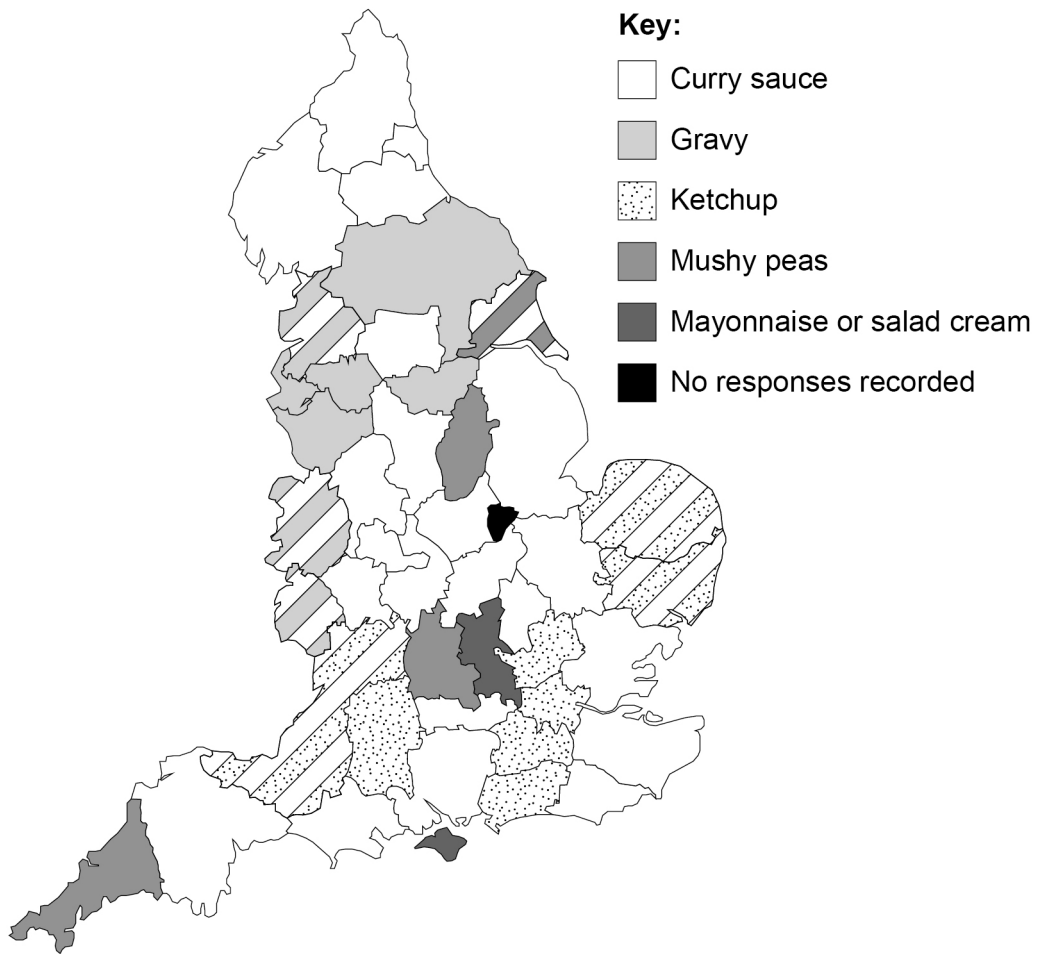 Key:
Curry sauce
Gravy
Ketchup
Mushy peas
Mayonnaise or salad cream
No responses recorded